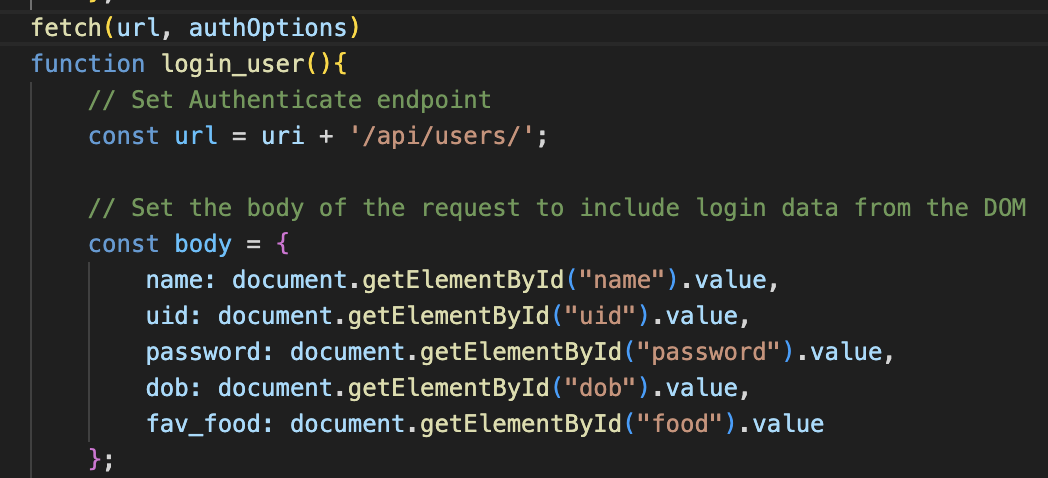 };
fetch(url, authOptions)
function login_user(){
    // Set Authenticate endpoint
    const url = uri + '/api/users/';
    // Set the body of the request to include login data from the DOM
    const body = {
        name: document.getElementById("name").value,
        uid: document.getElementById("uid").value,
        password: document.getElementById("password").value,
        dob: document.getElementById("dob").value,
        fav_food: document.getElementById("food").value
    };